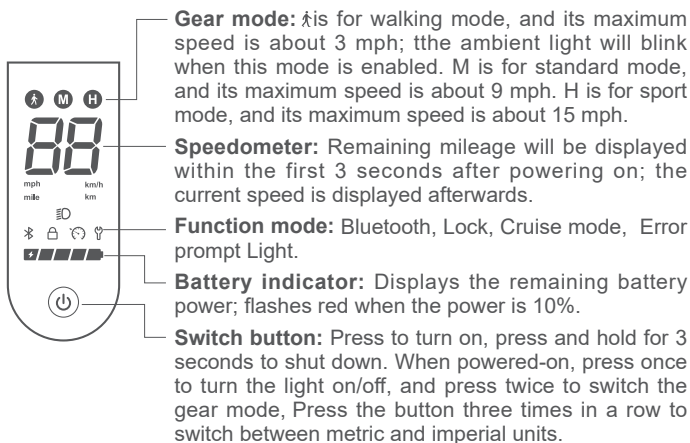 Gear mode: is for walking mode, and its maximum
speed is about 3 mph; tthe ambient light will blink
when this mode is enabled. M is for standard mode,
and its maximum speed is about 9 mph. H is for sport
mode, and its maximum speed is about 15 mph.
M H
88
mph km/h
mile km
Speedometer: Remaining mileage will be displayed
within the first 3 seconds after powering on; the
current speed is displayed afterwards.
Function mode: Bluetooth, Lock, Cruise mode, Error
prompt Light.
Battery indicator: Displays the remaining battery
power; flashes red when the power is 10%.
Switch button: Press to turn on, press and hold for 3
seconds to shut down. When powered-on, press once
to turn the light on/off, and press twice to switch the
gear mode, Press the button three times in a row to
switch between metric and imperial units.